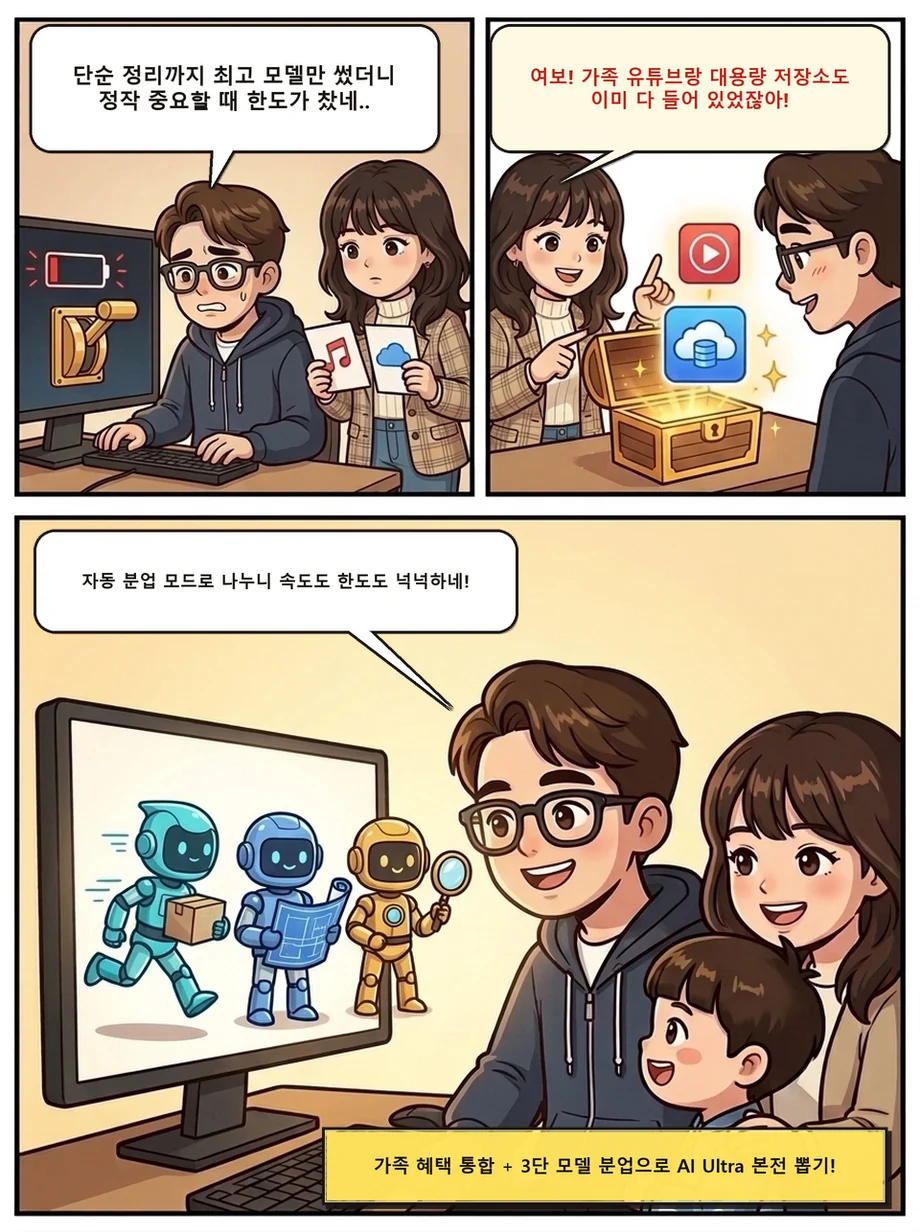 단순 정리까지 최고 모델만 썼더니
정작 중요할 때 한도가 찼네..
여보! 가족 유튜브랑 대용량 저장소도
이미 다 들어 있었잖아!
자동 분업 모드로 나누니 속도도 한도도 넉넉하네!
가족 혜택 통합 + 3단 모델 분업으로 AI Ultra 본전 뽑기!